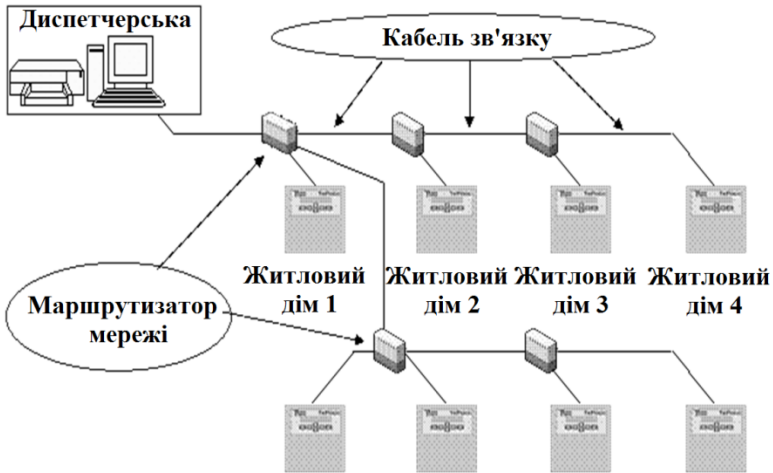 Диспетчерська
Кабель зв'язку
Житловий дім 1
Житловий дім 2
Житловий дім 3
Житловий дім 4
Маршрутизатор
мережі